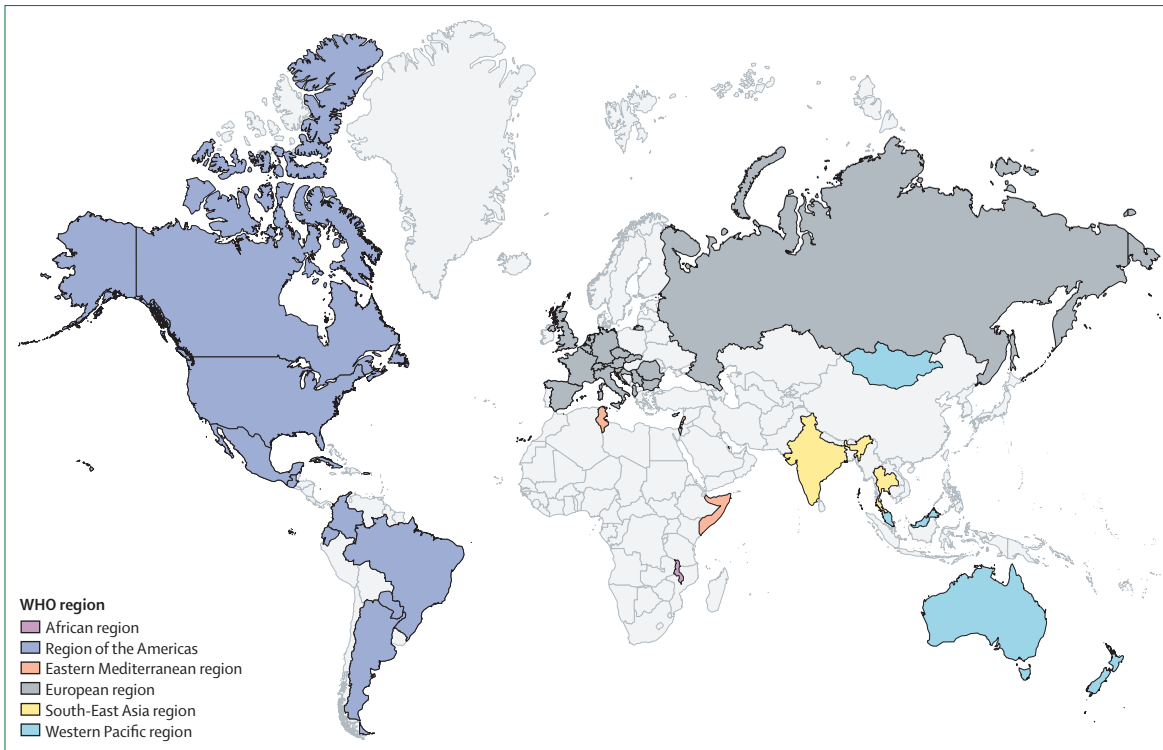 WHO region
African region
Region of the Americas
Eastern Mediterranean region
European region
South-East Asia region
Western Pacific region